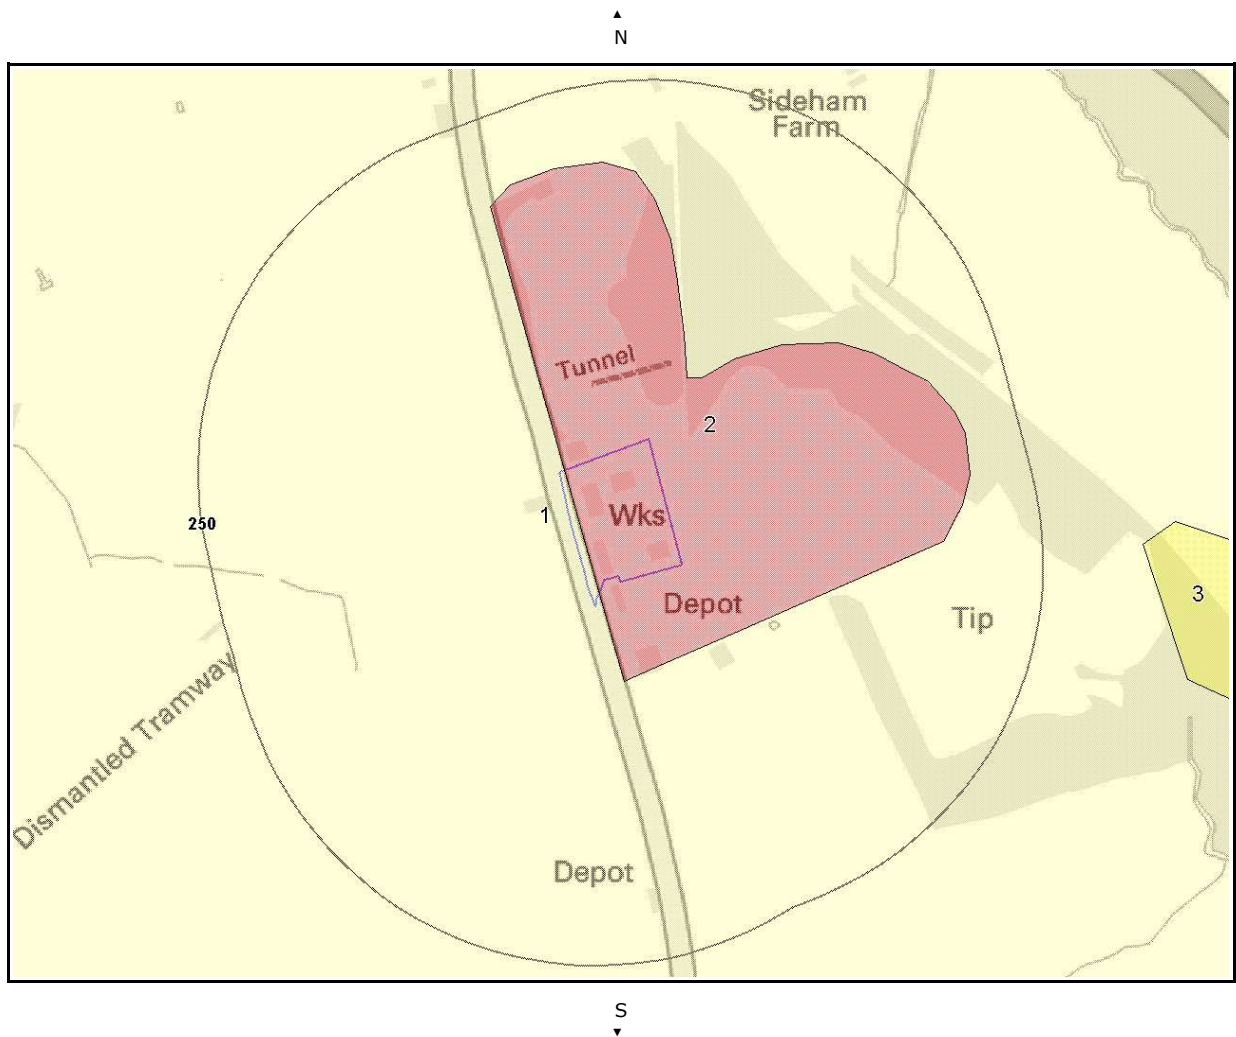 N
Sideham
Farm
Tunnel
2
1
Wks
250
3
Depot
Tip
Dismantled Tramway
Depot
S